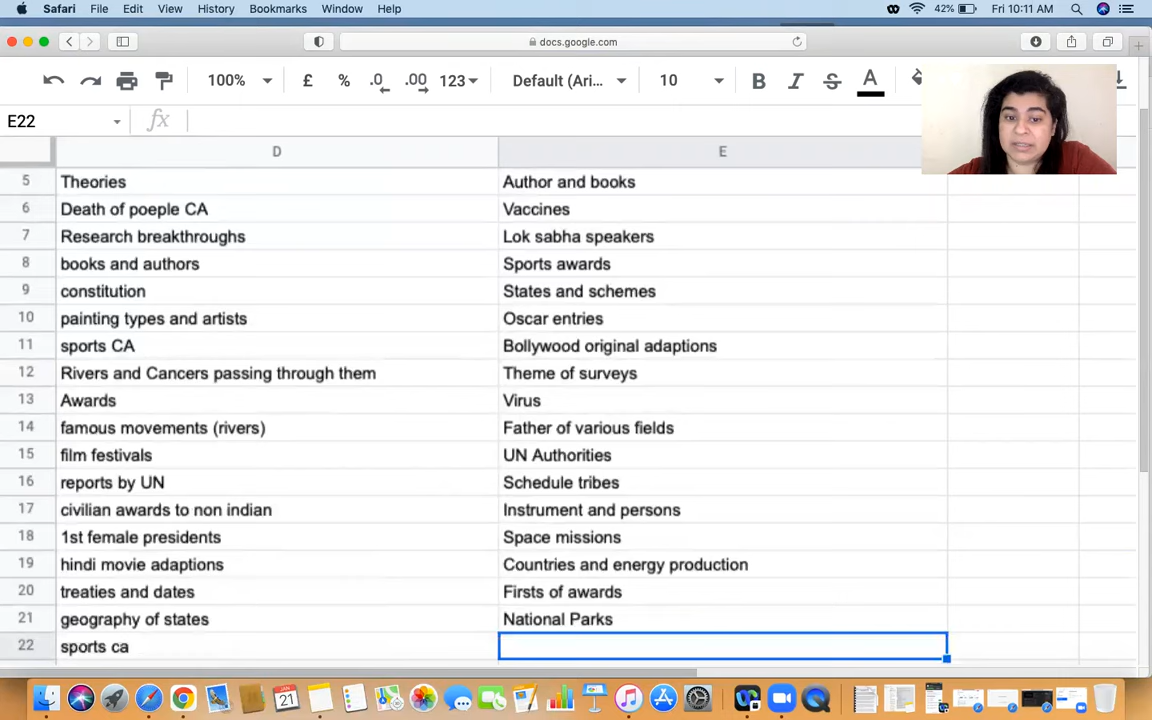 Safari File Edit View History Bookmarks Window Help 42% Fri 10:11 AM
docs.google.com
100% £ % .0 .00 123 Default (Ari... 10 B I S A
E22 fx
D E
5 Theories Author and books
6 Death of poeple CA Vaccines
7 Research breakthroughs Lok sabha speakers
8 books and authors Sports awards
9 constitution States and schemes
10 painting types and artists Oscar entries
11 sports CA Bollywood original adaptions
12 Rivers and Cancers passing through them Theme of surveys
13 Awards Virus
14 famous movements (rivers) Father of various fields
15 film festivals UN Authorities
16 reports by UN Schedule tribes
17 civilian awards to non indian Instrument and persons
18 1st female presidents Space missions
19 hindi movie adaptions Countries and energy production
20 treaties and dates Firsts of awards
21 geography of states National Parks
22 sports ca
JAN 21